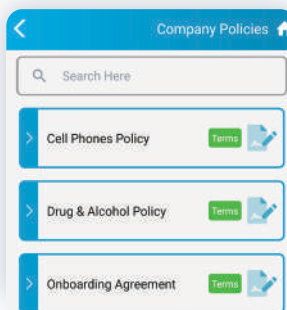 Company Policies
Search Here
Cell Phones Policy Terms
Drug & Alcohol Policy Terms
Onboarding Agreement Terms